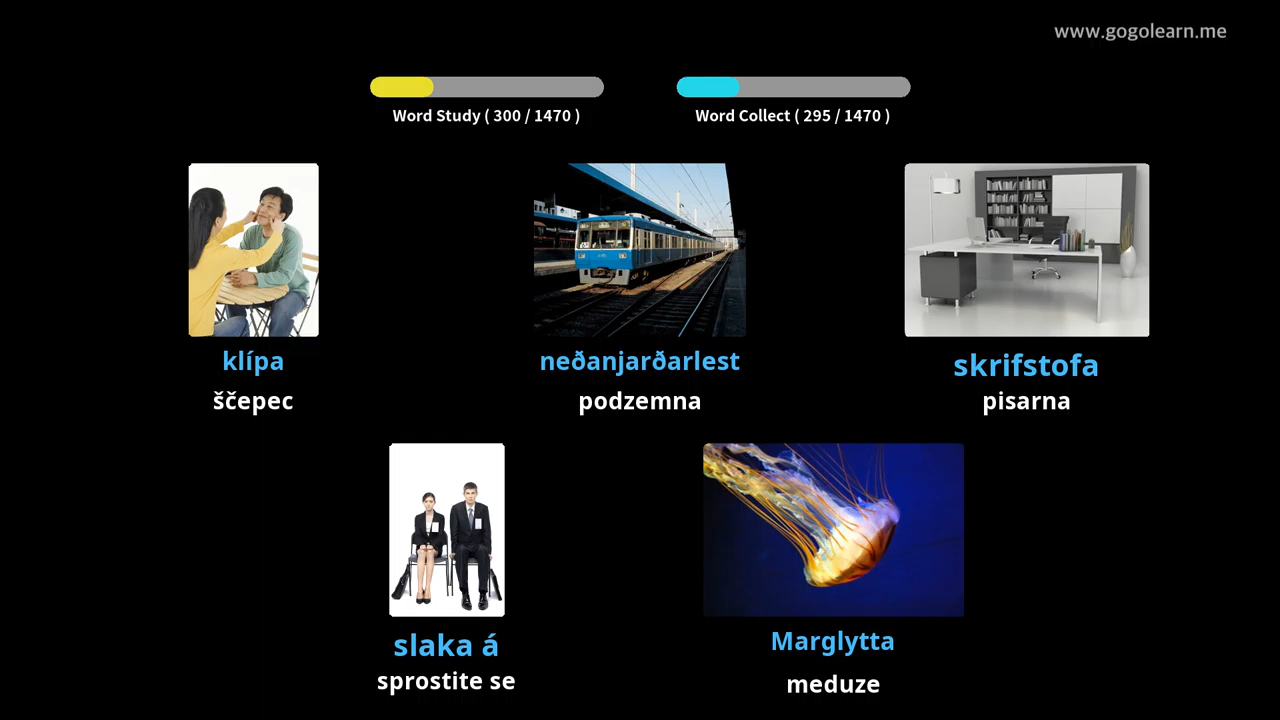 www.gogolearn.me
Word Study ( 300 / 1470 )
Word Collect ( 295 / 1470 )
klípa
neðanjarðarlest
skrifstofa
ščepec
podzemna
pisarna
slaka á
Marglytta
sprostite se
meduze